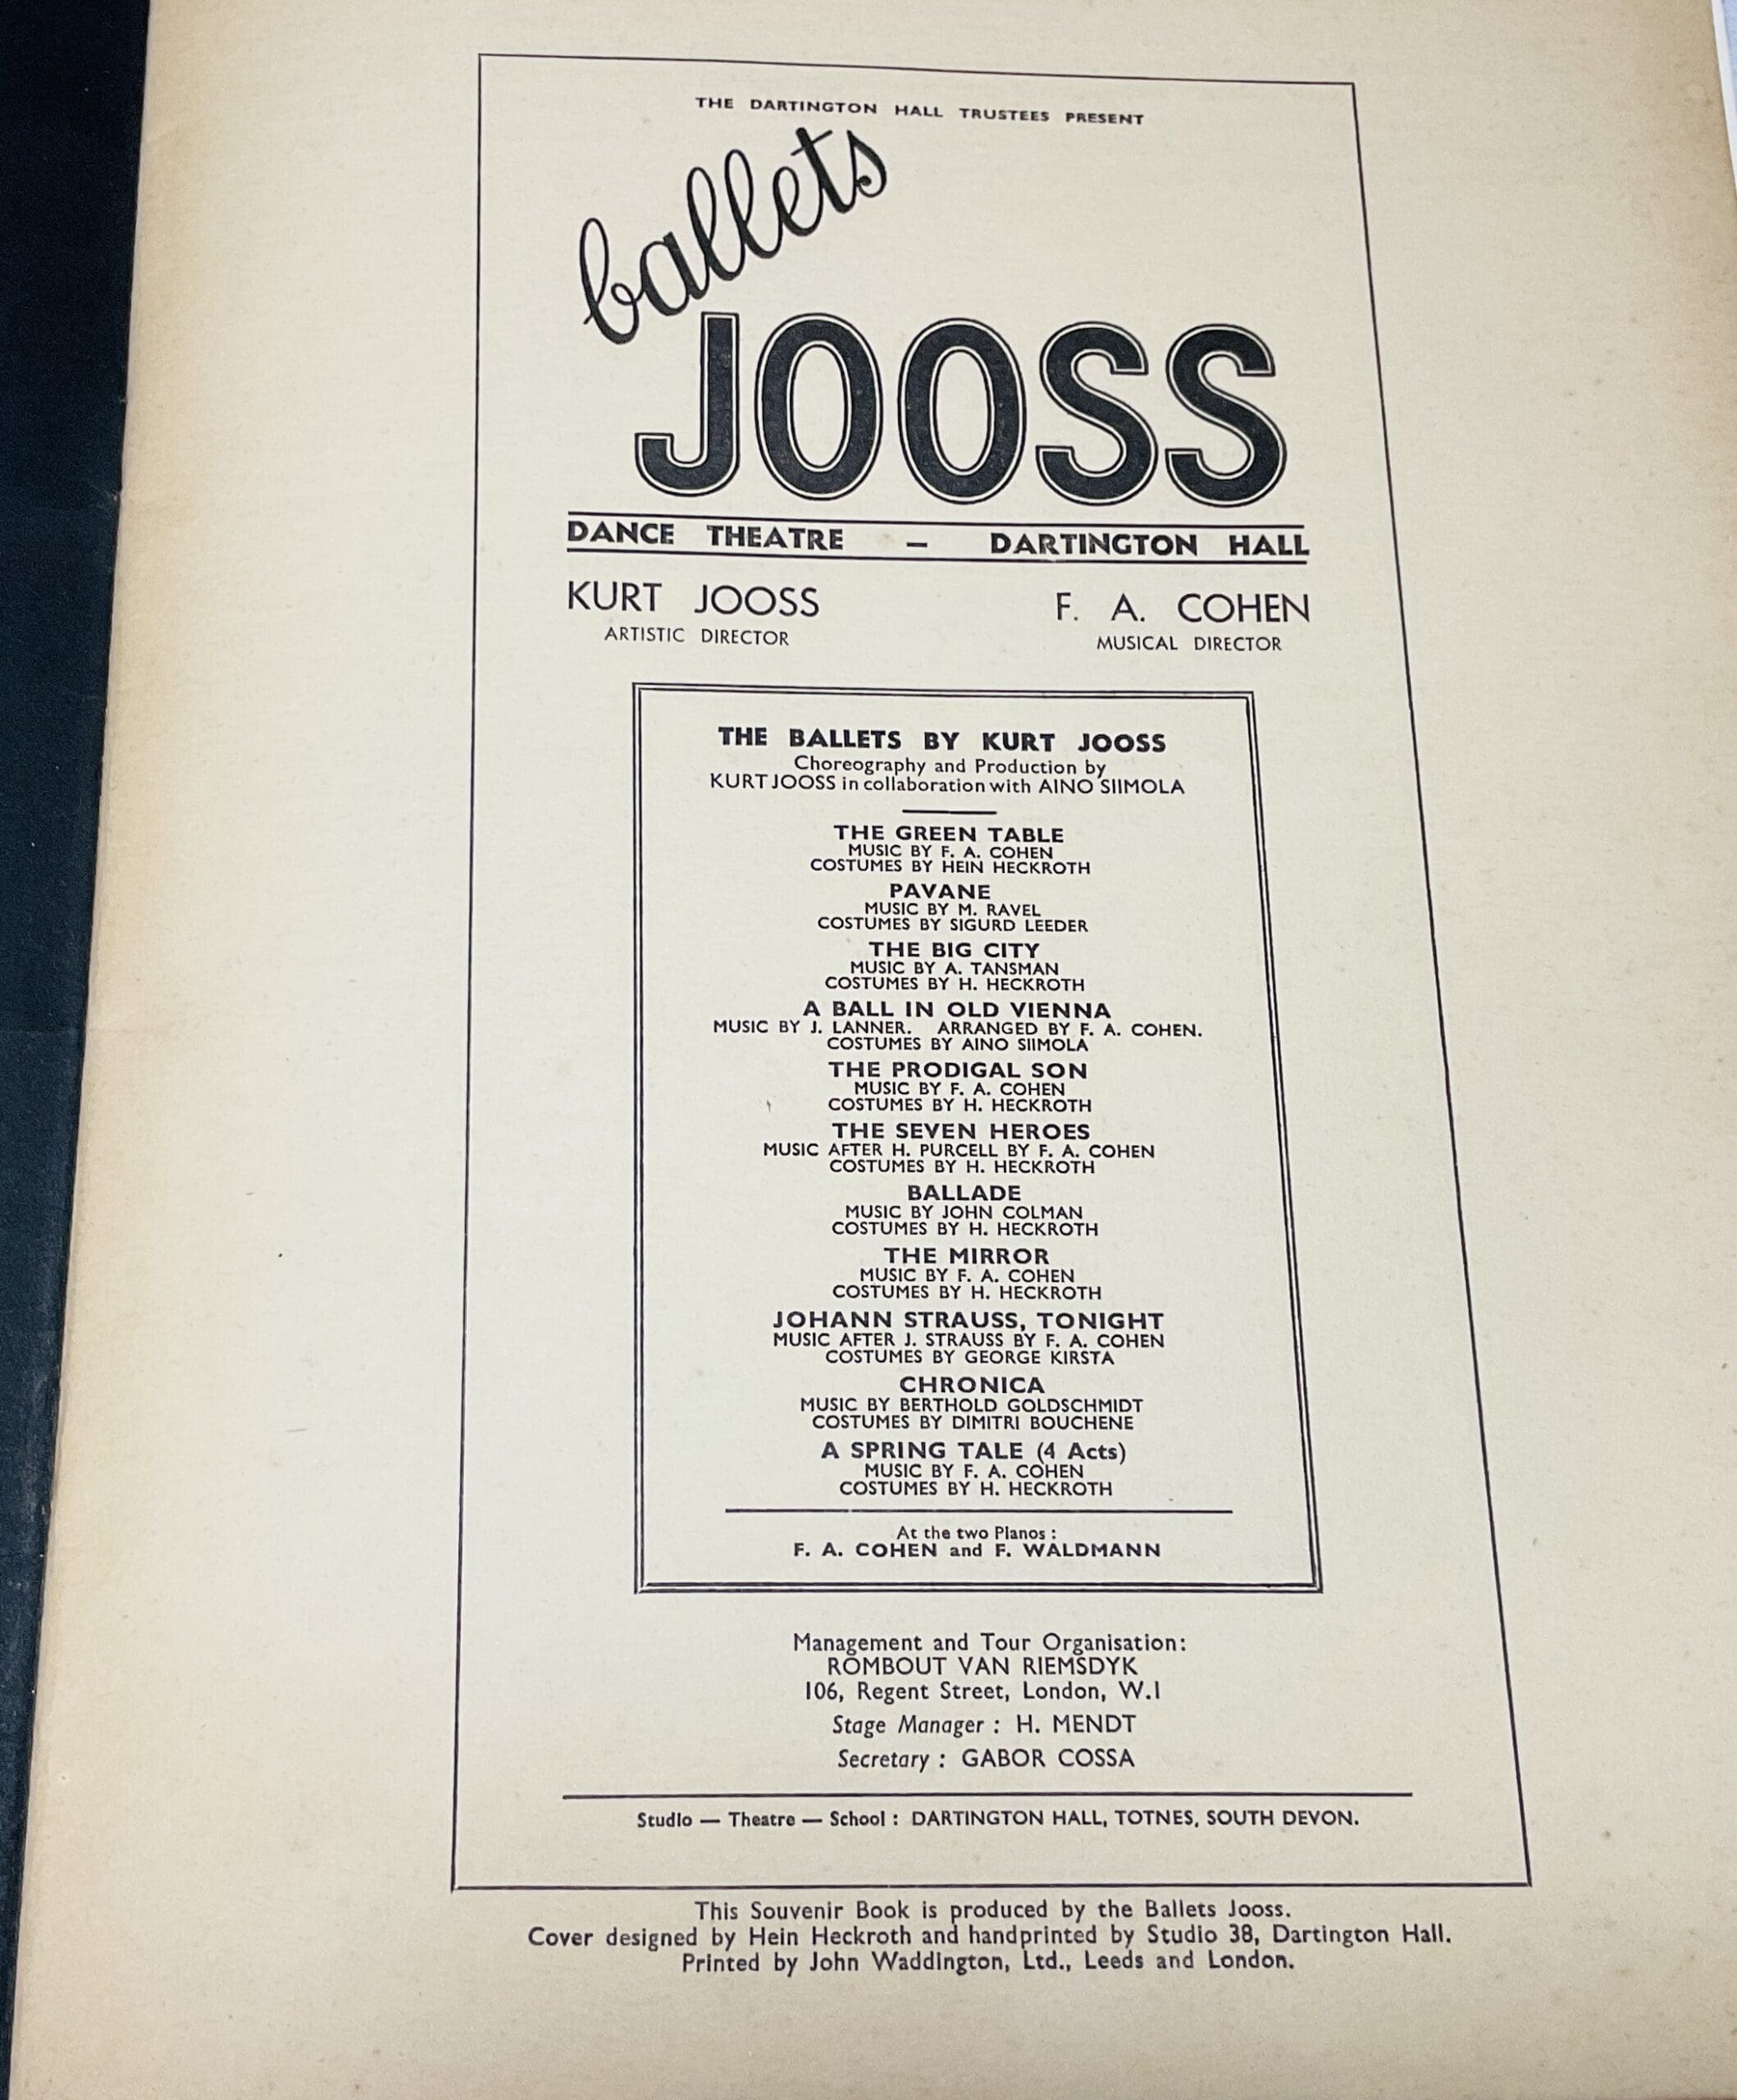 THE DARTINGTON HALL TRUSTEES PRESENT
ballets
JOOSS
DANCE THEATRE – DARTINGTON HALL
KURT JOOSS F. A. COHEN
ARTISTIC DIRECTOR MUSICAL DIRECTOR
THE BALLETS BY KURT JOOSS
Choreography and Production by
KURT JOOSS in collaboration with AINO SIIMOLA
THE GREEN TABLE
MUSIC BY F. A. COHEN
COSTUMES BY HEIN HECKROTH
PAVANE
MUSIC BY M. RAVEL
COSTUMES BY SIGURD LEEDER
THE BIG CITY
MUSIC BY A. TANSMAN
COSTUMES BY H. HECKROTH
A BALL IN OLD VIENNA
MUSIC BY J. LANNER. ARRANGED BY F. A. COHEN.
COSTUMES BY AINO SIIMOLA
THE PRODIGAL SON
MUSIC BY F. A. COHEN
COSTUMES BY H. HECKROTH
THE SEVEN HEROES
MUSIC AFTER H. PURCELL BY F. A. COHEN
COSTUMES BY H. HECKROTH
BALLADE
MUSIC BY JOHN COLMAN
COSTUMES BY H. HECKROTH
THE MIRROR
MUSIC BY F. A. COHEN
COSTUMES BY H. HECKROTH
JOHANN STRAUSS, TONIGHT
MUSIC AFTER J. STRAUSS BY F. A. COHEN
COSTUMES BY GEORGE KIRSTA
CHRONICA
MUSIC BY BERTHOLD GOLDSCHMIDT
COSTUMES BY DIMITRI BOUCHENE
A SPRING TALE (4 Acts)
MUSIC BY F. A. COHEN
COSTUMES BY H. HECKROTH
At the two Pianos :
F. A. COHEN and F. WALDMANN
Management and Tour Organisation:
ROMBOUT VAN RIEMSDYK
106, Regent Street, London, W.1
Stage Manager : H. MENDT
Secretary : GABOR COSSA
Studio — Theatre — School : DARTINGTON HALL, TOTNES, SOUTH DEVON.
This Souvenir Book is produced by the Ballets Jooss.
Cover designed by Hein Heckroth and handprinted by Studio 38, Dartington Hall.
Printed by John Waddington, Ltd., Leeds and London.